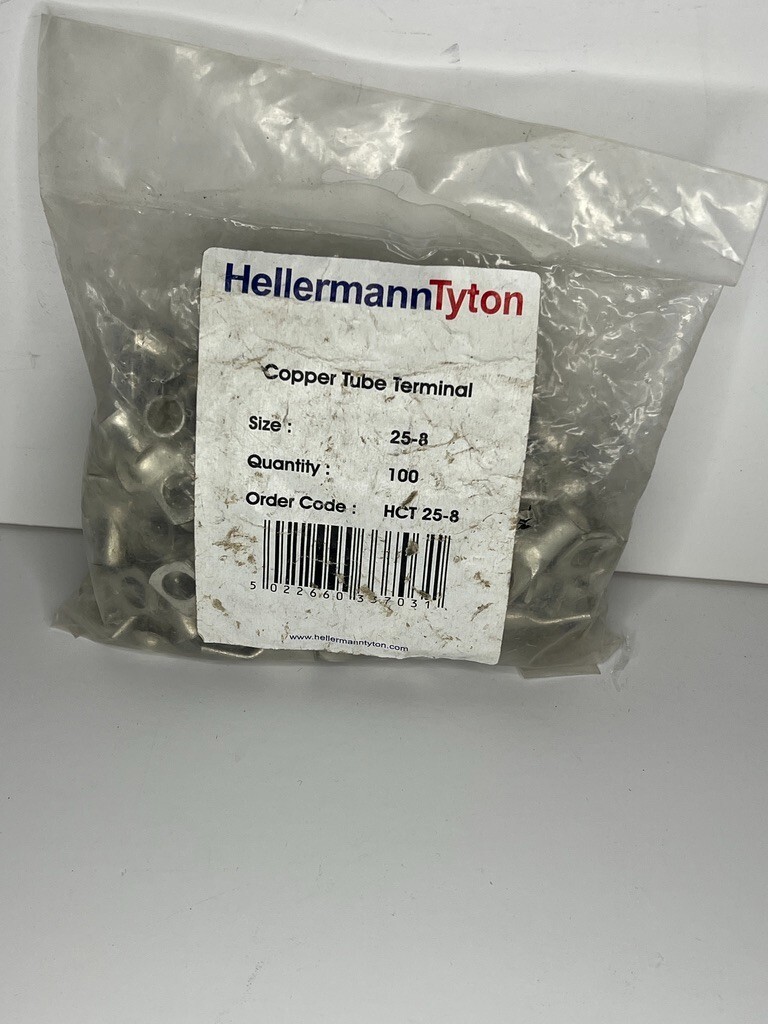 HellermannTyton
Copper Tube Terminal
Size : 25-8
Quantity : 100
Order Code : HCT 25-8
5 022660 337031
www.hellermanntyton.com